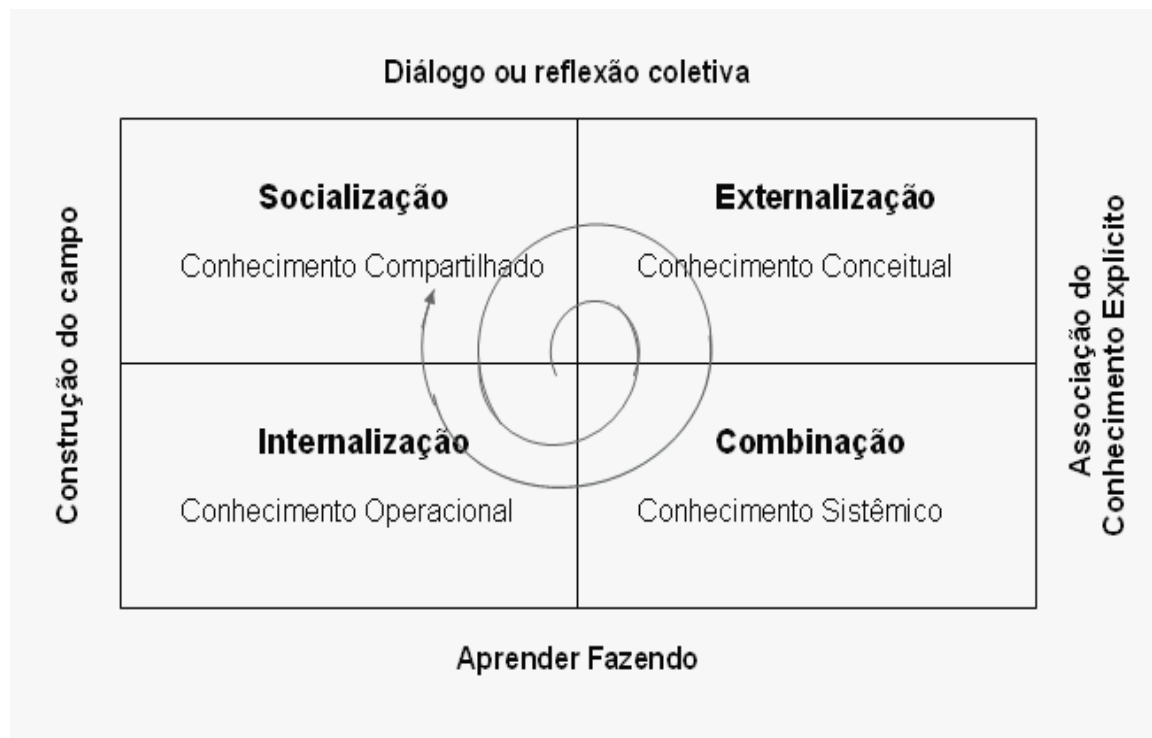 Diálogo ou reflexão coletiva
Construção do campo
Socialização
Conhecimento Compartilhado
Externalização
Conhecimento Conceitual
Internalização
Conhecimento Operacional
Combinação
Conhecimento Sistêmico
Associação do
Conhecimento Explícito
Aprender Fazendo